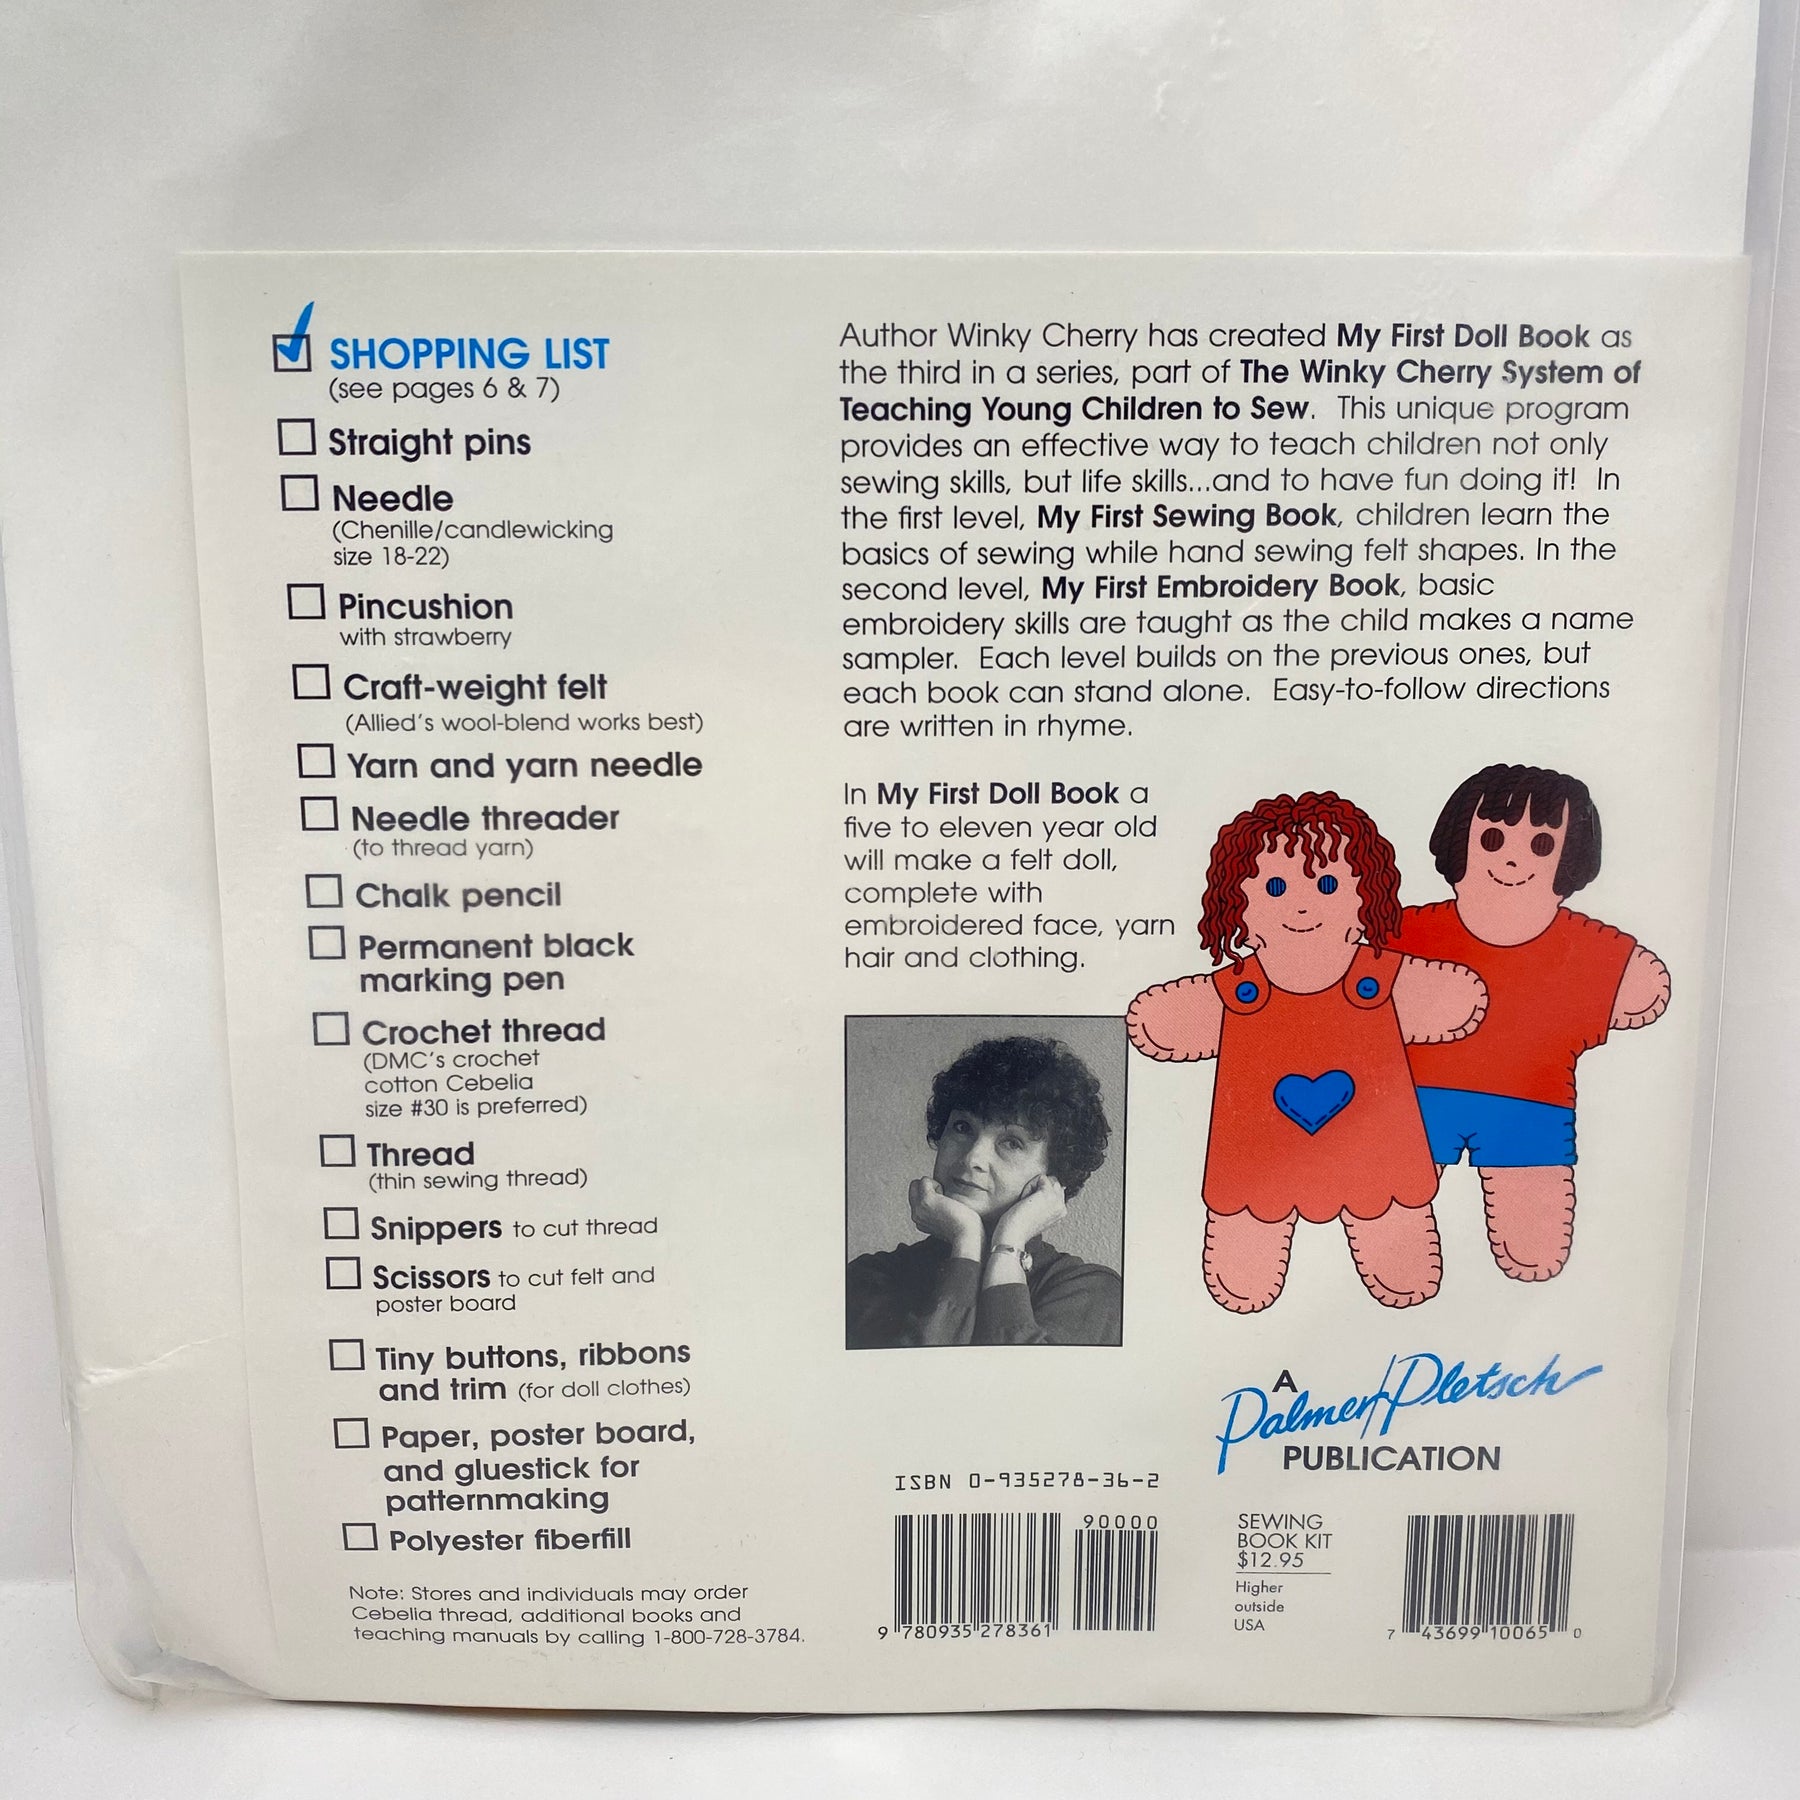 SHOPPING LIST
(see pages 6 & 7)
Straight pins
Needle
(Chenille/candlewicking
size 18-22)
Pincushion
with strawberry
Craft-weight felt
(Allied's wool-blend works best)
Yarn and yarn needle
Needle threader
(to thread yarn)
Chalk pencil
Permanent black
marking pen
Crochet thread
(DMC's crochet
cotton Cebelia
size #30 is preferred)
Thread
(thin sewing thread)
Snippers to cut thread
Scissors to cut felt and
poster board
Tiny buttons, ribbons
and trim (for doll clothes)
Paper, poster board,
and gluestick for
patternmaking
Polyester fiberfill
Note: Stores and individuals may order
Cebelia thread, additional books and
teaching manuals by calling 1-800-728-3784.
Author Winky Cherry has created My First Doll Book as
the third in a series, part of The Winky Cherry System of
Teaching Young Children to Sew. This unique program
provides an effective way to teach children not only
sewing skills, but life skills...and to have fun doing it! In
the first level, My First Sewing Book, children learn the
basics of sewing while hand sewing felt shapes. In the
second level, My First Embroidery Book, basic
embroidery skills are taught as the child makes a name
sampler. Each level builds on the previous ones, but
each book can stand alone. Easy-to-follow directions
are written in rhyme.
In My First Doll Book a
five to eleven year old
will make a felt doll,
complete with
embroidered face, yarn
hair and clothing.
A
Palmer/Pletsch
PUBLICATION
ISBN 0-935278-36-2
90000
9 780935 278361
SEWING
BOOK KIT
$12.95
Higher
outside
USA
7 43699 10065 0